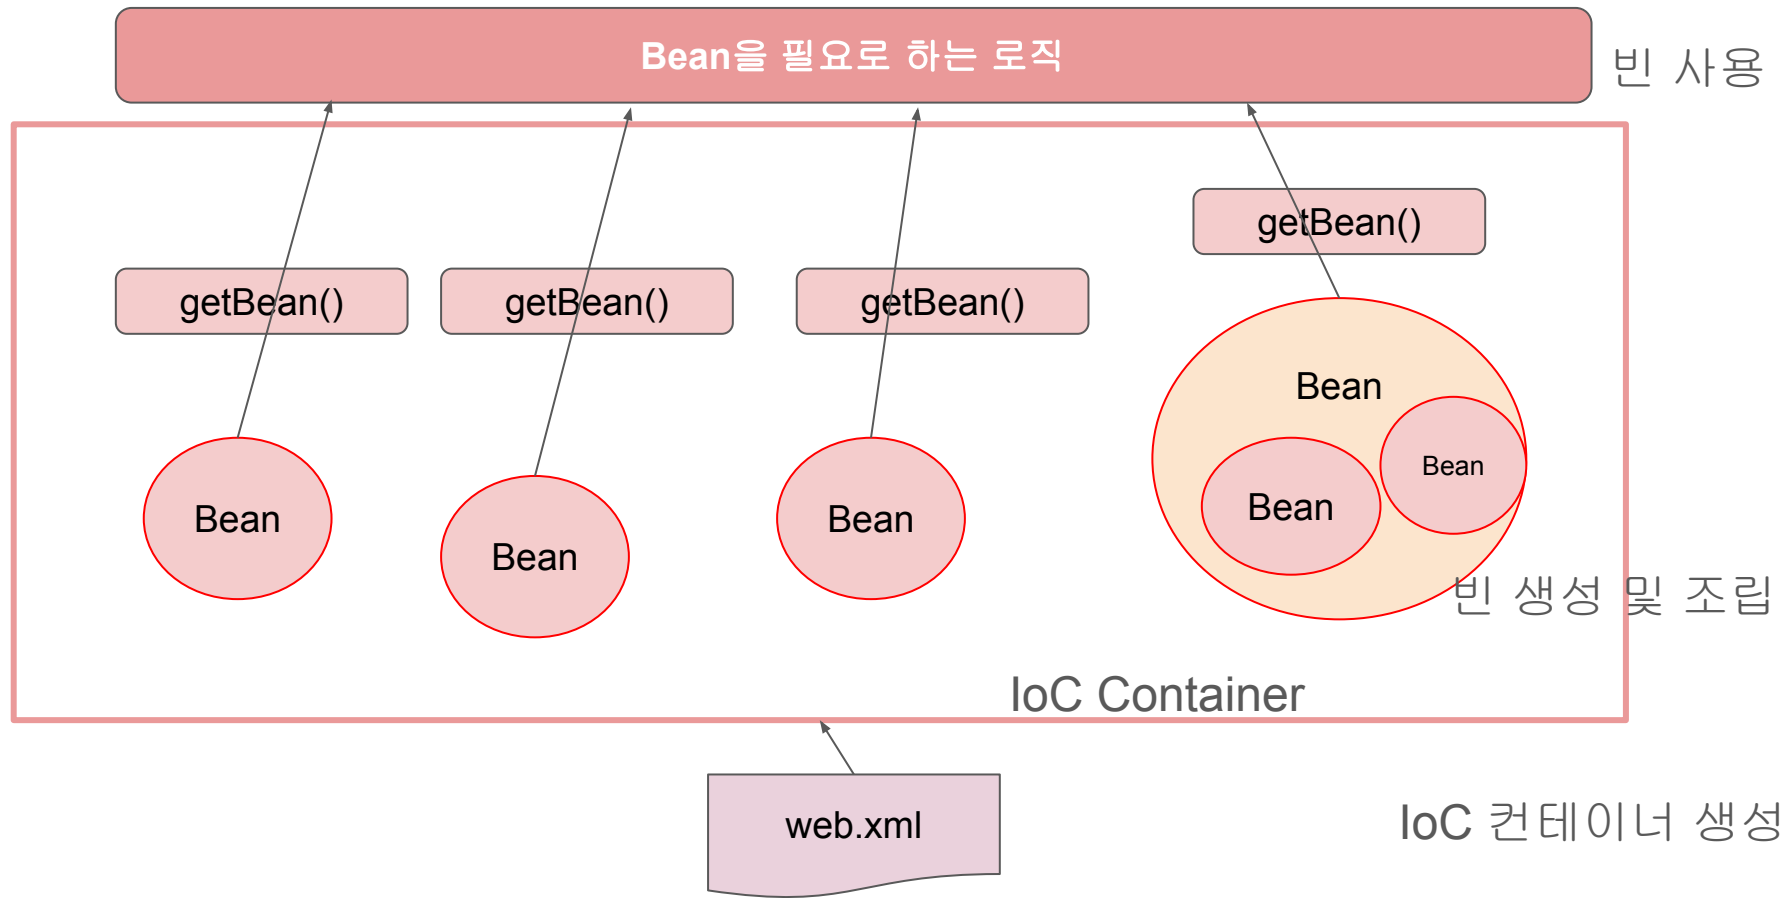 Bean을 필요로 하는 로직
빈 사용
getBean()
getBean()
getBean()
getBean()
Bean
Bean
Bean
Bean
Bean
Bean
빈 생성 및 조립
IoC Container
web.xml
IoC 컨테이너 생성